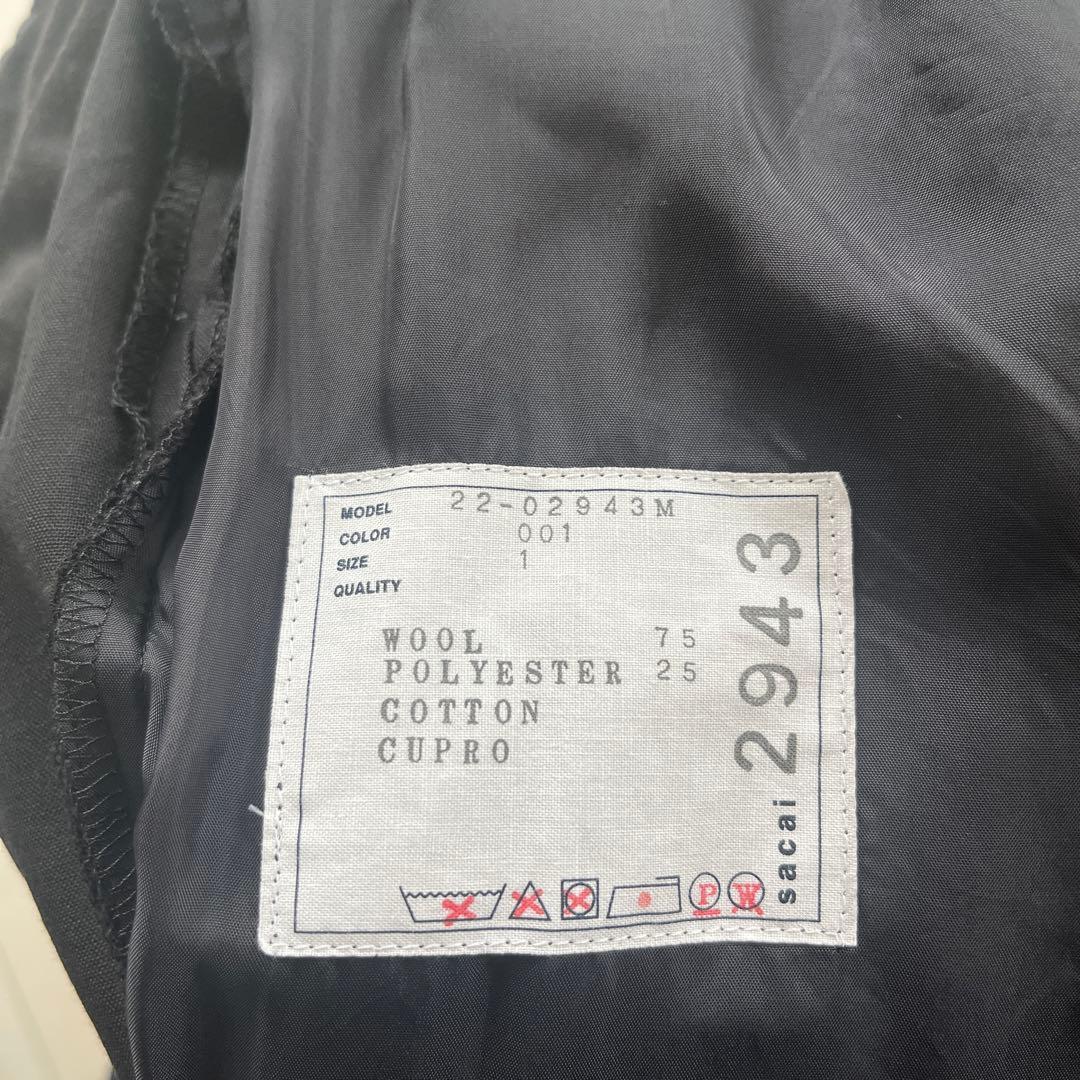 MODEL 22-02943M
COLOR 001
SIZE 1
QUALITY
WOOL 75
POLYESTER 25
COTTON
CUPRO
P W
sacai 2943